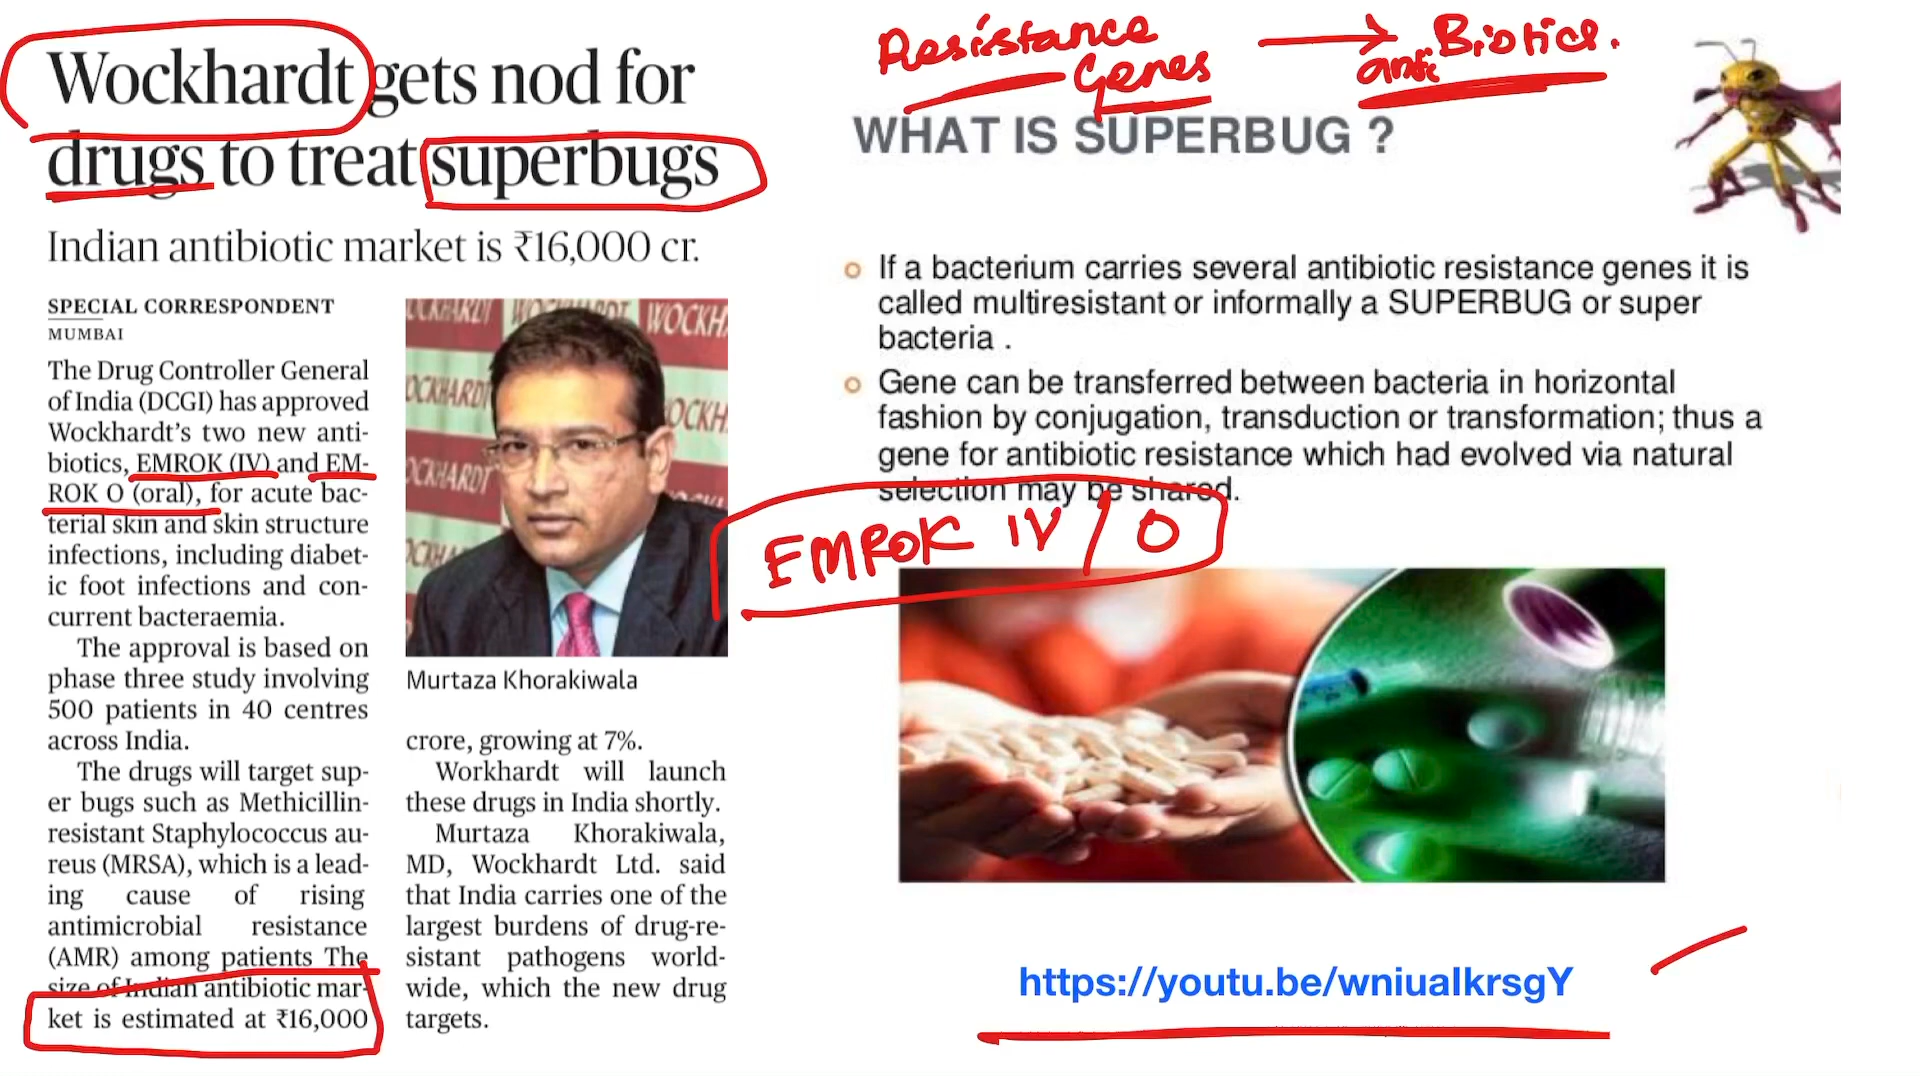 Wockhardt gets nod for
drugs to treat superbugs
Indian antibiotic market is ₹16,000 cr.
SPECIAL CORRESPONDENT
MUMBAI
The Drug Controller General
of India (DCGI) has approved
Wockhardt's two new anti-
biotics, EMROK (IV) and EM-
ROK O (oral), for acute bac-
terial skin and skin structure
infections, including diabet-
ic foot infections and con-
current bacteraemia.
The approval is based on
phase three study involving
500 patients in 40 centres
across India.
The drugs will target sup-
er bugs such as Methicillin-
resistant Staphylococcus au-
reus (MRSA), which is a lead-
ing cause of rising
antimicrobial resistance
(AMR) among patients The
size of Indian antibiotic mar-
ket is estimated at ₹16,000
WOCKHARDT
Murtaza Khorakiwala
crore, growing at 7%.
Workhardt will launch
these drugs in India shortly.
Murtaza Khorakiwala,
MD, Wockhardt Ltd. said
that India carries one of the
largest burdens of drug-re-
sistant pathogens world-
wide, which the new drug
targets.
Resistance Genes → anti Biotics.
WHAT IS SUPERBUG ?
If a bacterium carries several antibiotic resistance genes it is
called multiresistant or informally a SUPERBUG or super
bacteria .
Gene can be transferred between bacteria in horizontal
fashion by conjugation, transduction or transformation; thus a
gene for antibiotic resistance which had evolved via natural
selection may be shared.
EMROK IV / O
https://youtu.be/wniualkrsgY